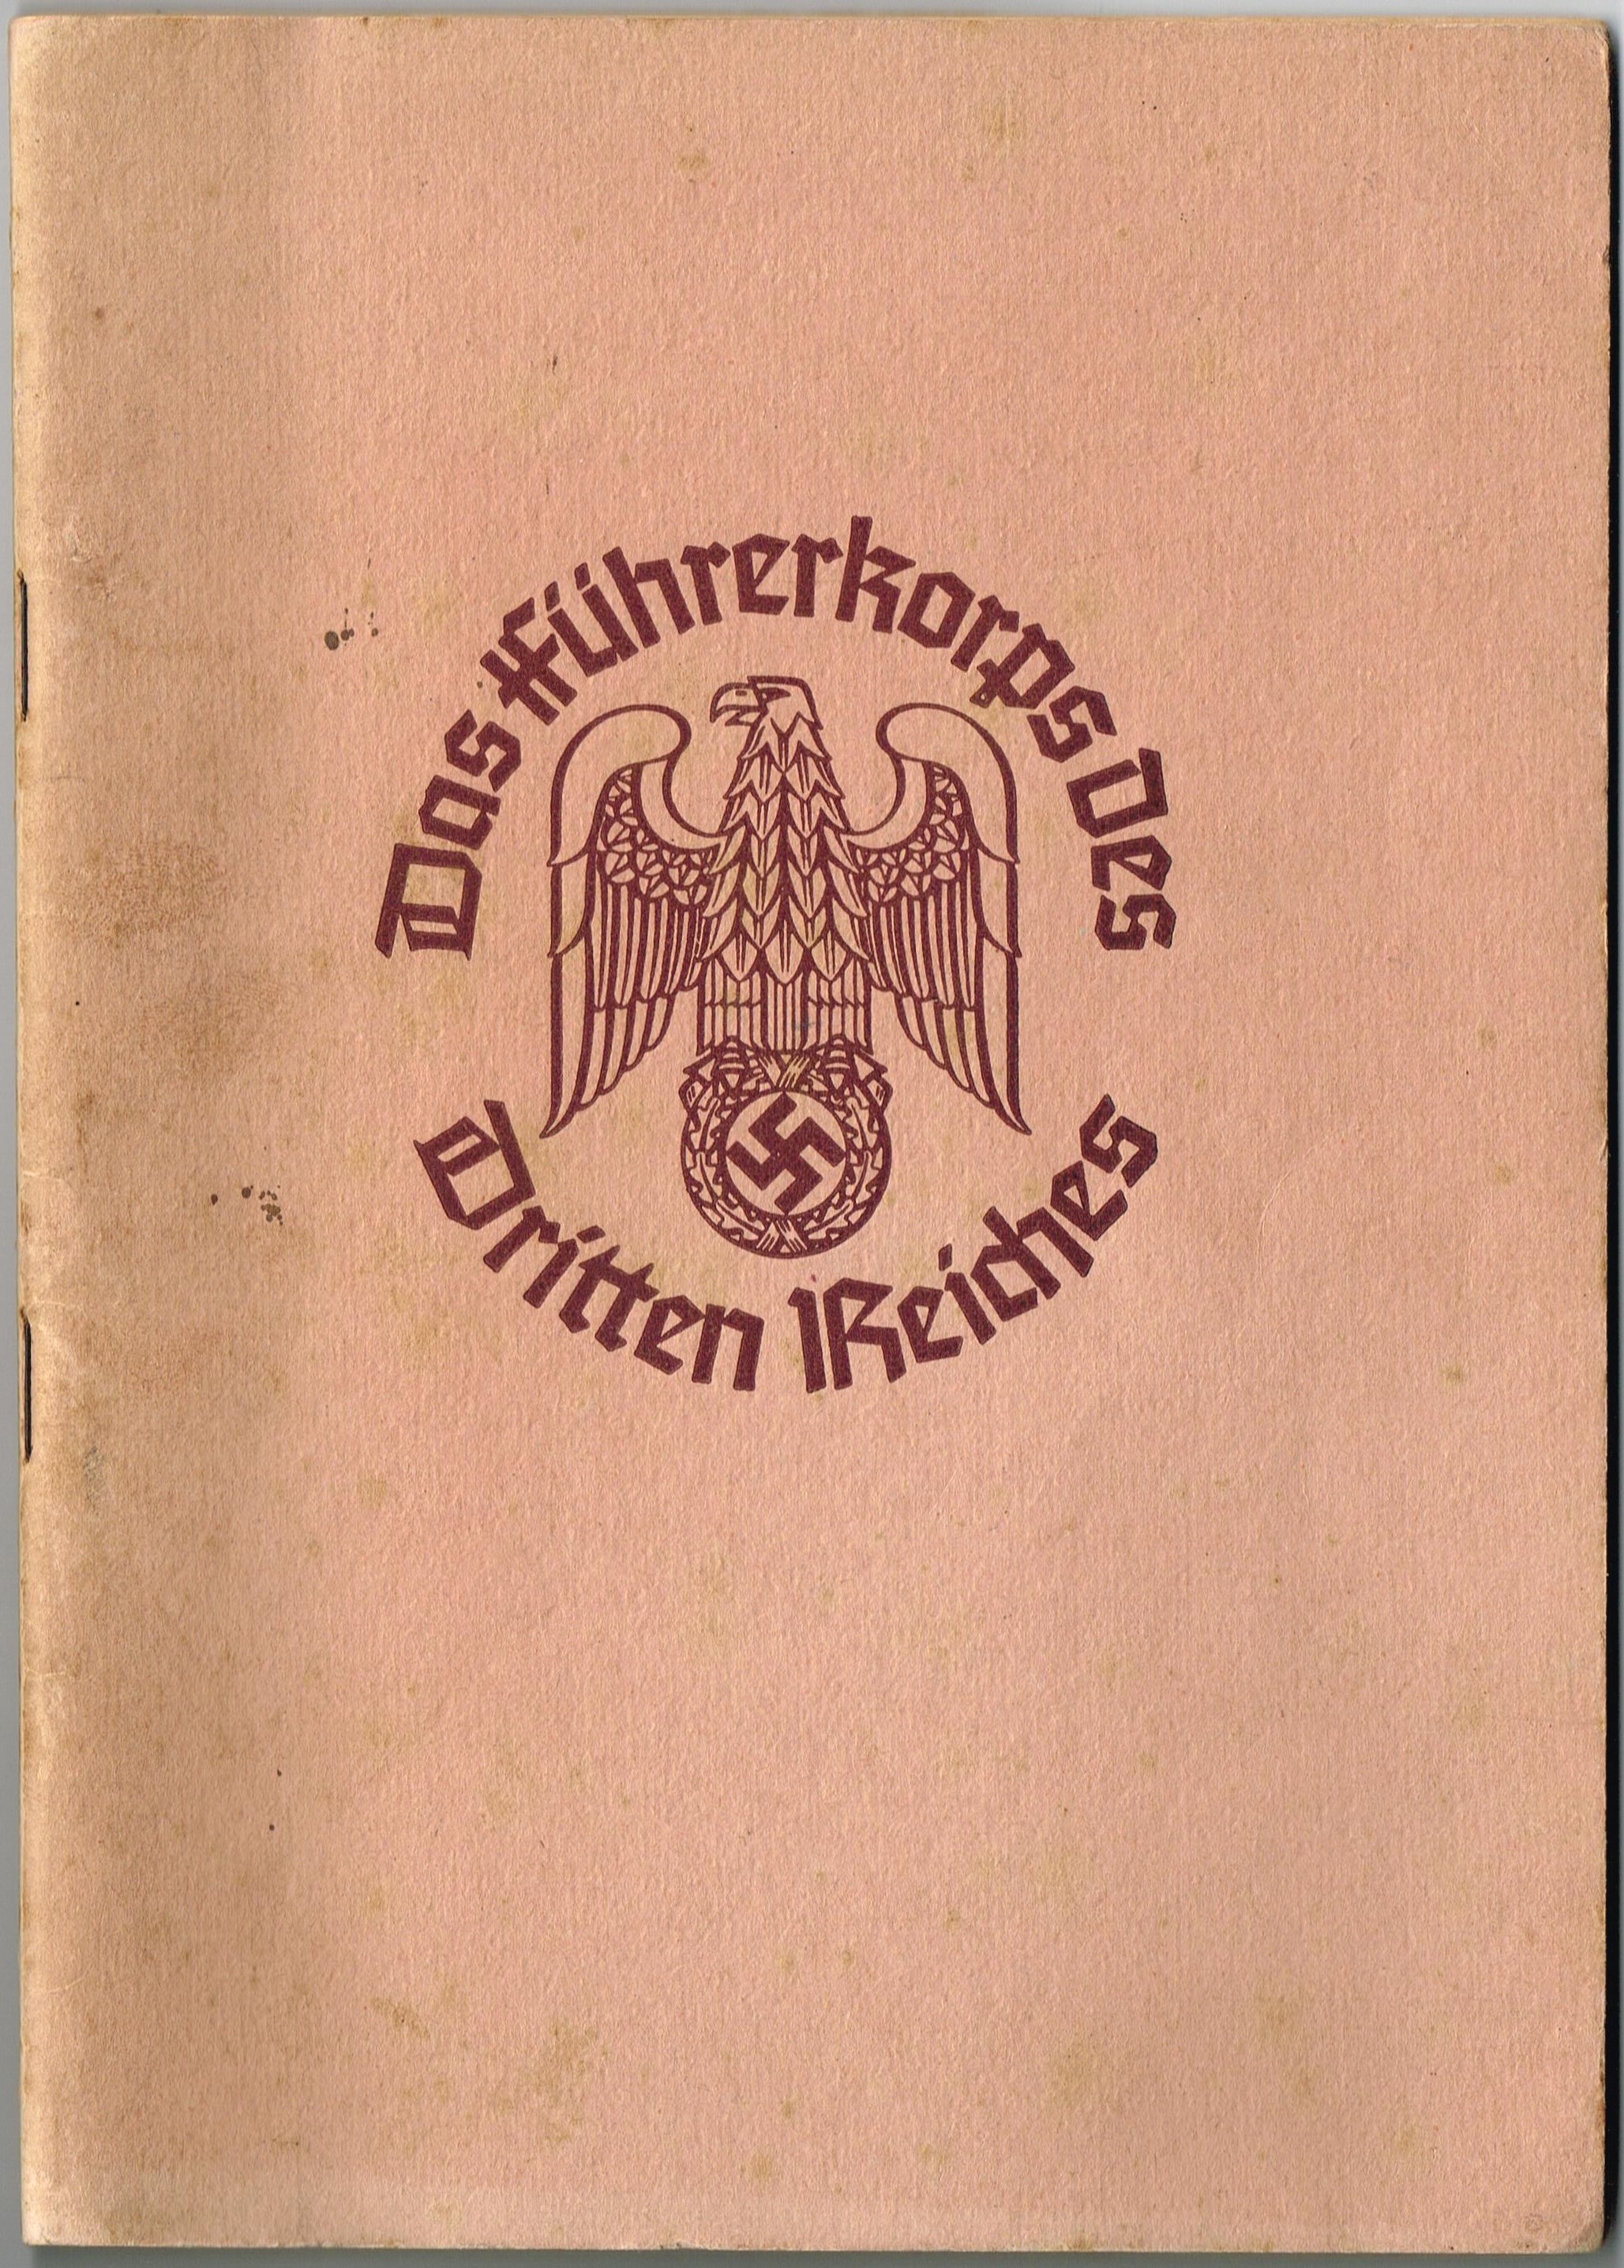 Das Führerkorps des
Dritten Reiches